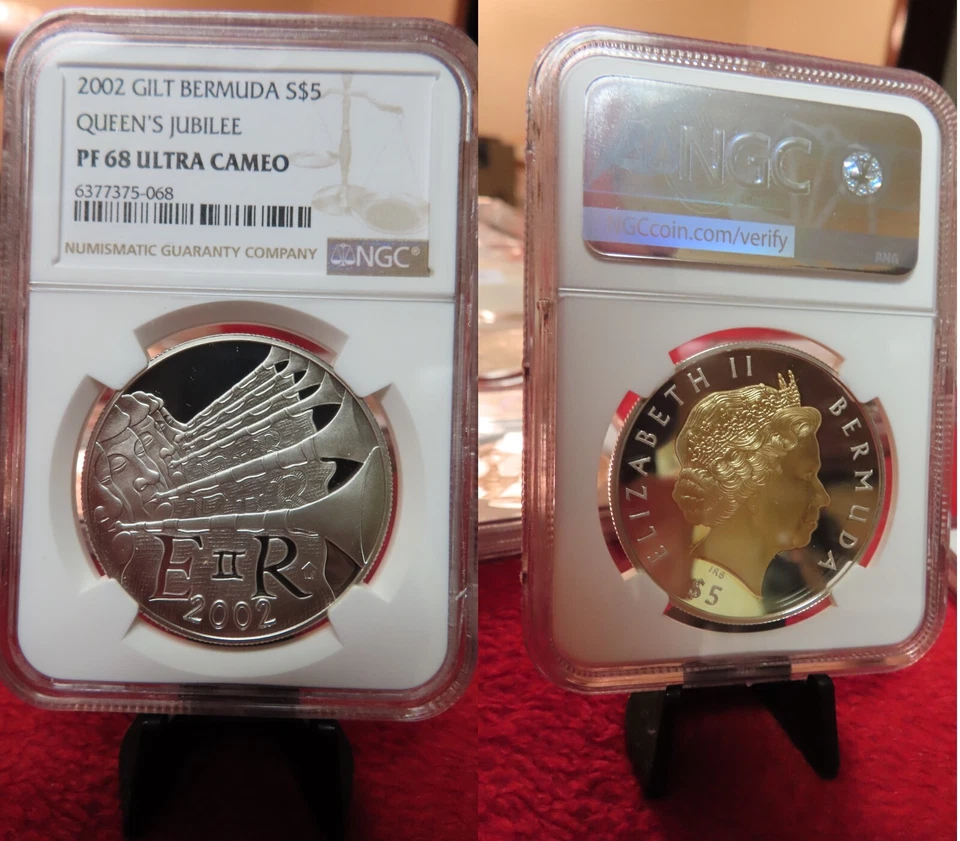 2002 GILT BERMUDA S$5
QUEEN'S JUBILEE
PF 68 ULTRA CAMEO
6377375-068
NUMISMATIC GUARANTY COMPANY
NGC®
E II R
2002
NGC
NGCcoin.com/verify
ELIZABETH II BERMUDA
IRB
$5